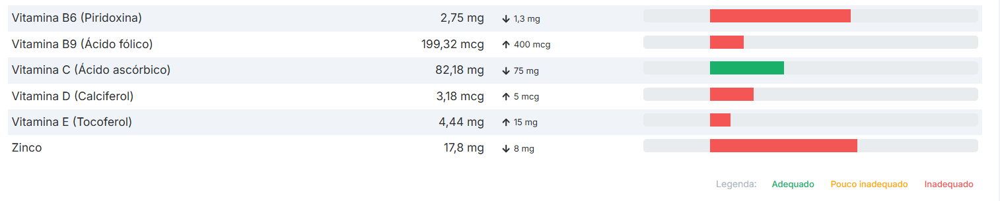 Vitamina B6 (Piridoxina) 2,75 mg ↓ 1,3 mg
Vitamina B9 (Ácido fólico) 199,32 mcg ↑ 400 mcg
Vitamina C (Ácido ascórbico) 82,18 mg ↓ 75 mg
Vitamina D (Calciferol) 3,18 mcg ↑ 5 mcg
Vitamina E (Tocoferol) 4,44 mg ↑ 15 mg
Zinco 17,8 mg ↓ 8 mg
Legenda: Adequado Pouco inadequado Inadequado